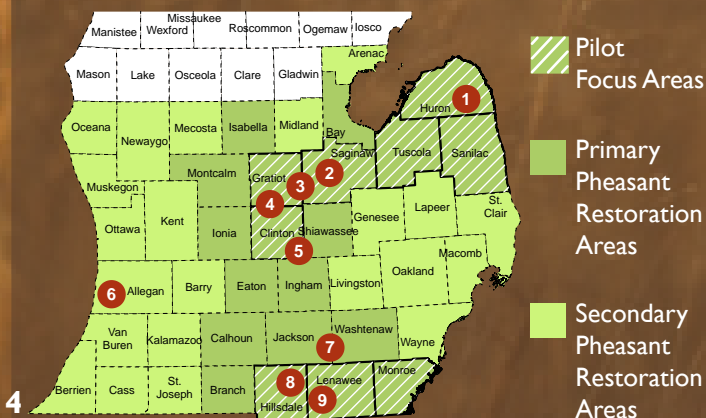 Missaukee
Manistee Wexford Roscommon Ogemaw Iosco
Arenac
Mason Lake Osceola Clare Gladwin
Pilot
Focus Areas
Huron 1
Oceana Newaygo Mecosta Isabella Midland Bay
Saginaw 2 Tuscola Sanilac
Muskegon Montcalm Gratiot 3
4
Primary
Pheasant
Restoration
Areas
Ottawa Kent Ionia Clinton Shiawassee Genesee Lapeer St.
Clair
5
Macomb
Oakland
6 Allegan Barry Eaton Ingham Livingston
Secondary
Pheasant
Restoration
Areas
Van
Buren Kalamazoo Calhoun Jackson Washtenaw Wayne
7
Berrien Cass St.
Joseph Branch Hillsdale 8 Lenawee 9 Monroe
4